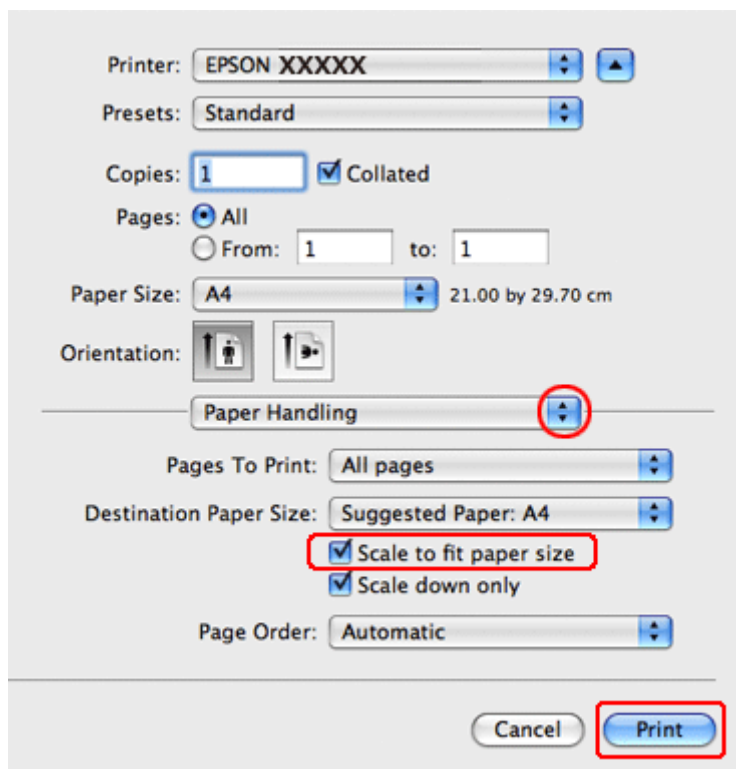 Printer: EPSON XXXXX
Presets: Standard
Copies: 1 Collated
Pages: All
From: 1 to: 1
Paper Size: A4 21.00 by 29.70 cm
Orientation:
Paper Handling
Pages To Print: All pages
Destination Paper Size: Suggested Paper: A4
Scale to fit paper size
Scale down only
Page Order: Automatic
Cancel Print